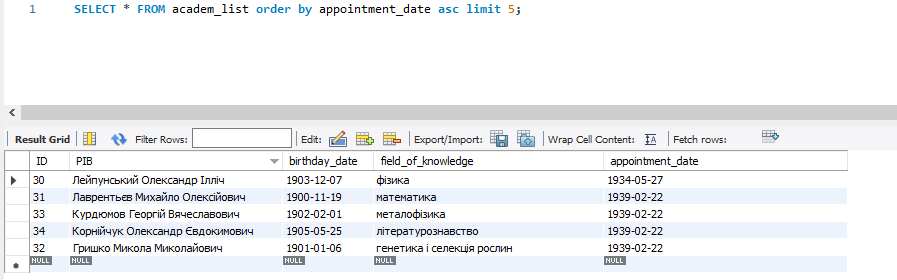 1 SELECT * FROM academ_list order by appointment_date asc limit 5;
Result Grid Filter Rows: Edit: Export/Import: Wrap Cell Content: Fetch rows:
ID PIB birthday_date field_of_knowledge appointment_date
30 Лейпунський Олександр Ілліч 1903-12-07 фізика 1934-05-27
31 Лаврентьєв Михайло Олексійович 1900-11-19 математика 1939-02-22
33 Курдюмов Георгій Вячеславович 1902-02-01 металофізика 1939-02-22
34 Корнійчук Олександр Євдокимович 1905-05-25 літературознавство 1939-02-22
32 Гришко Микола Миколайович 1901-01-06 генетика і селекція рослин 1939-02-22
NULL NULL NULL NULL NULL